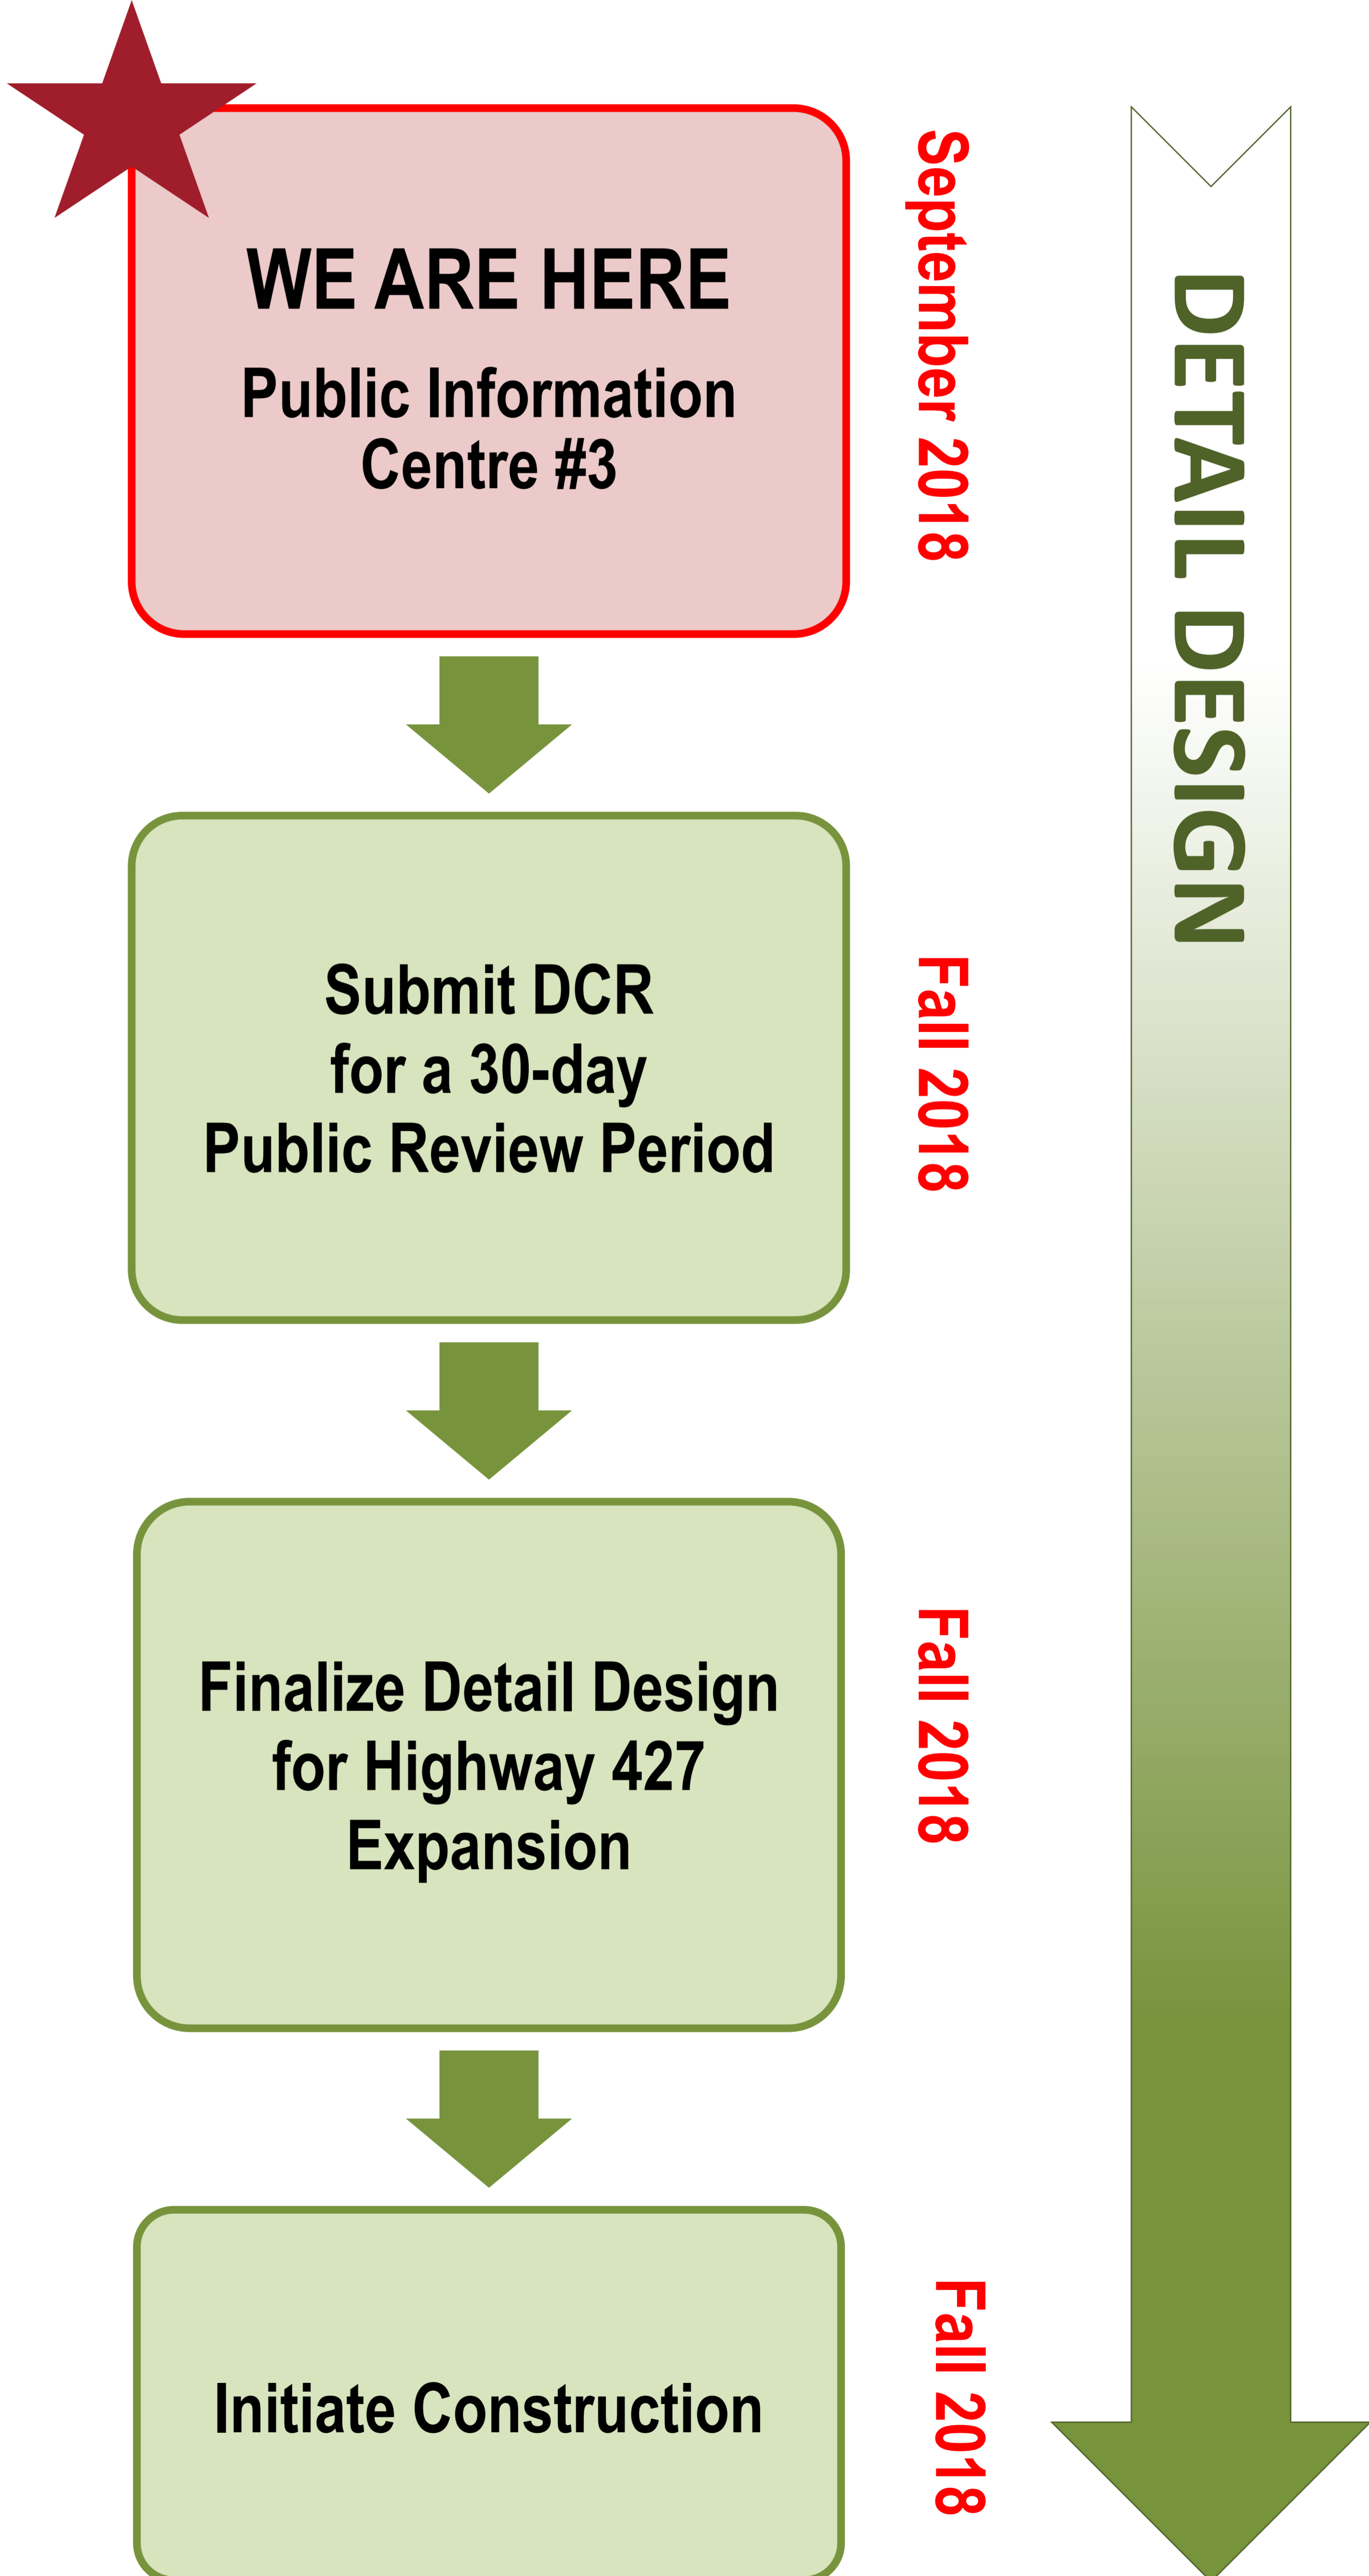 WE ARE HERE
Public Information
Centre #3
September 2018
DETAIL DESIGN
Submit DCR
for a 30-day
Public Review Period
Fall 2018
Finalize Detail Design
for Highway 427
Expansion
Fall 2018
Initiate Construction
Fall 2018